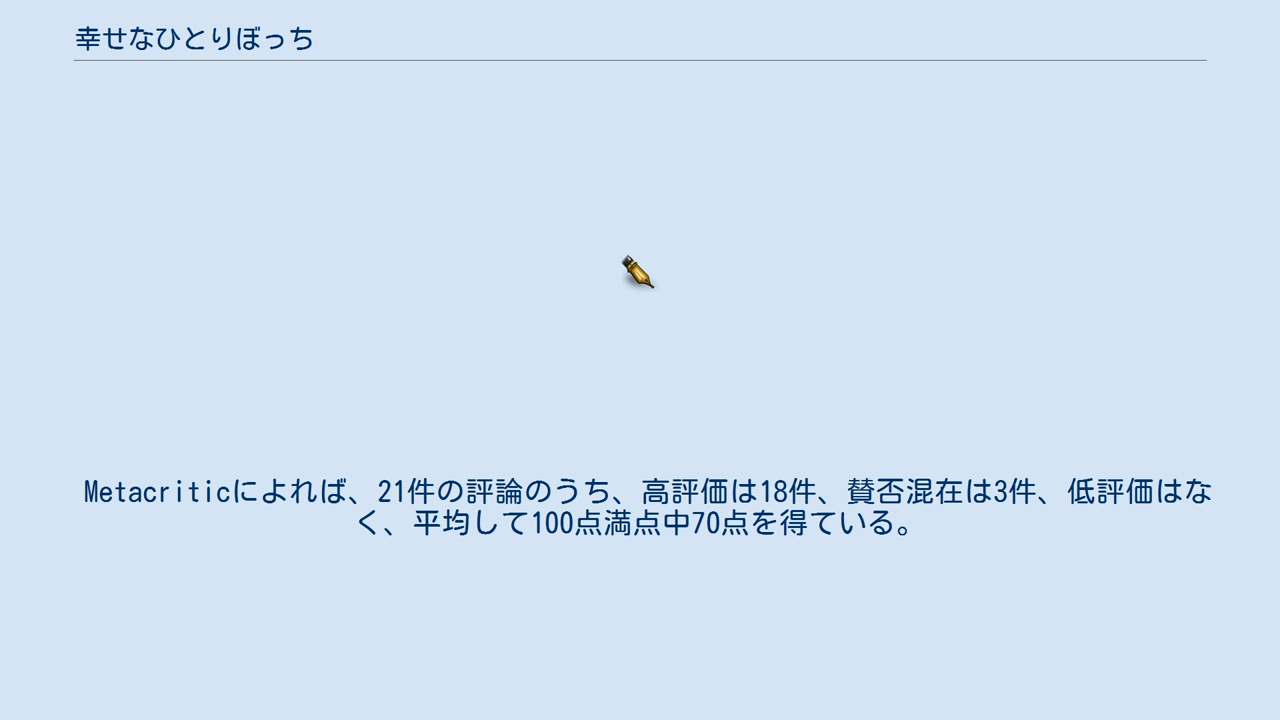 幸せなひとりぼっち
Metacriticによれば、21件の評論のうち、高評価は18件、賛否混在は3件、低評価はな
く、平均して100点満点中70点を得ている。